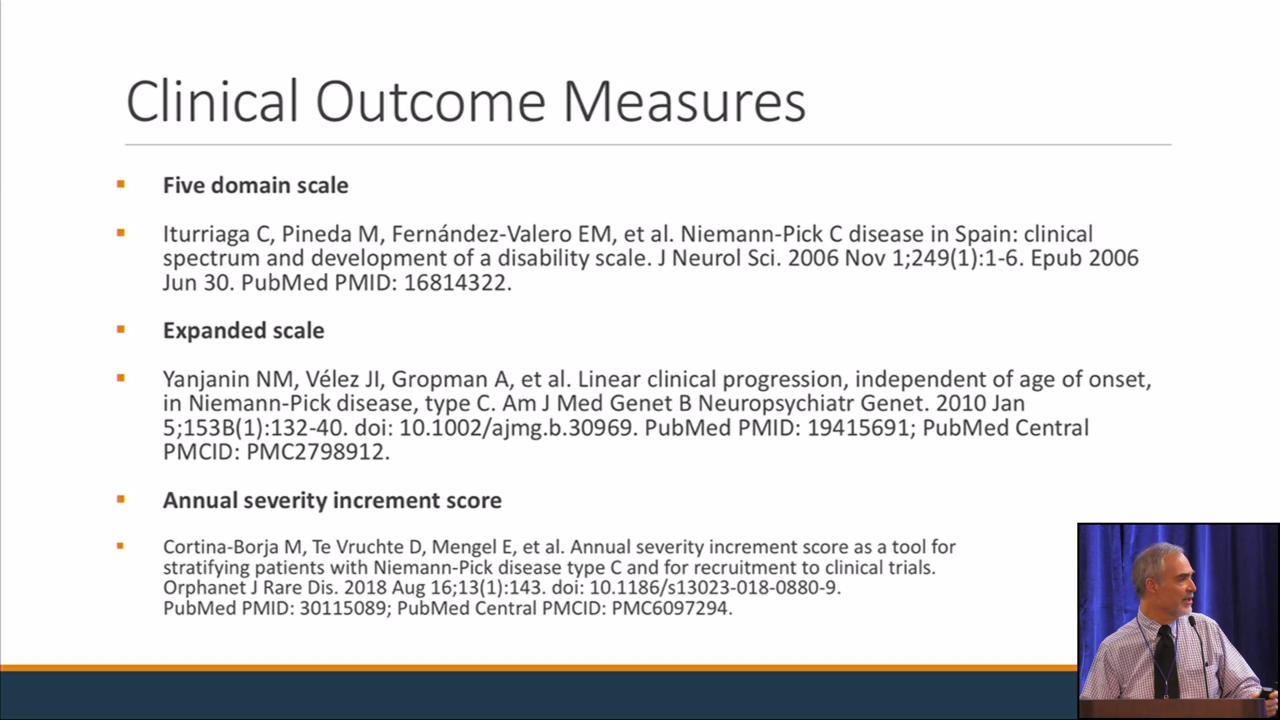 Clinical Outcome Measures
Five domain scale
Iturriaga C, Pineda M, Fernández-Valero EM, et al. Niemann-Pick C disease in Spain: clinical
spectrum and development of a disability scale. J Neurol Sci. 2006 Nov 1;249(1):1-6. Epub 2006
Jun 30. PubMed PMID: 16814322.
Expanded scale
Yanjanin NM, Vélez JI, Gropman A, et al. Linear clinical progression, independent of age of onset,
in Niemann-Pick disease, type C. Am J Med Genet B Neuropsychiatr Genet. 2010 Jan
5;153B(1):132-40. doi: 10.1002/ajmg.b.30969. PubMed PMID: 19415691; PubMed Central
PMCID: PMC2798912.
Annual severity increment score
Cortina-Borja M, Te Vruchte D, Mengel E, et al. Annual severity increment score as a tool for
stratifying patients with Niemann-Pick disease type C and for recruitment to clinical trials.
Orphanet J Rare Dis. 2018 Aug 16;13(1):143. doi: 10.1186/s13023-018-0880-9.
PubMed PMID: 30115089; PubMed Central PMCID: PMC6097294.